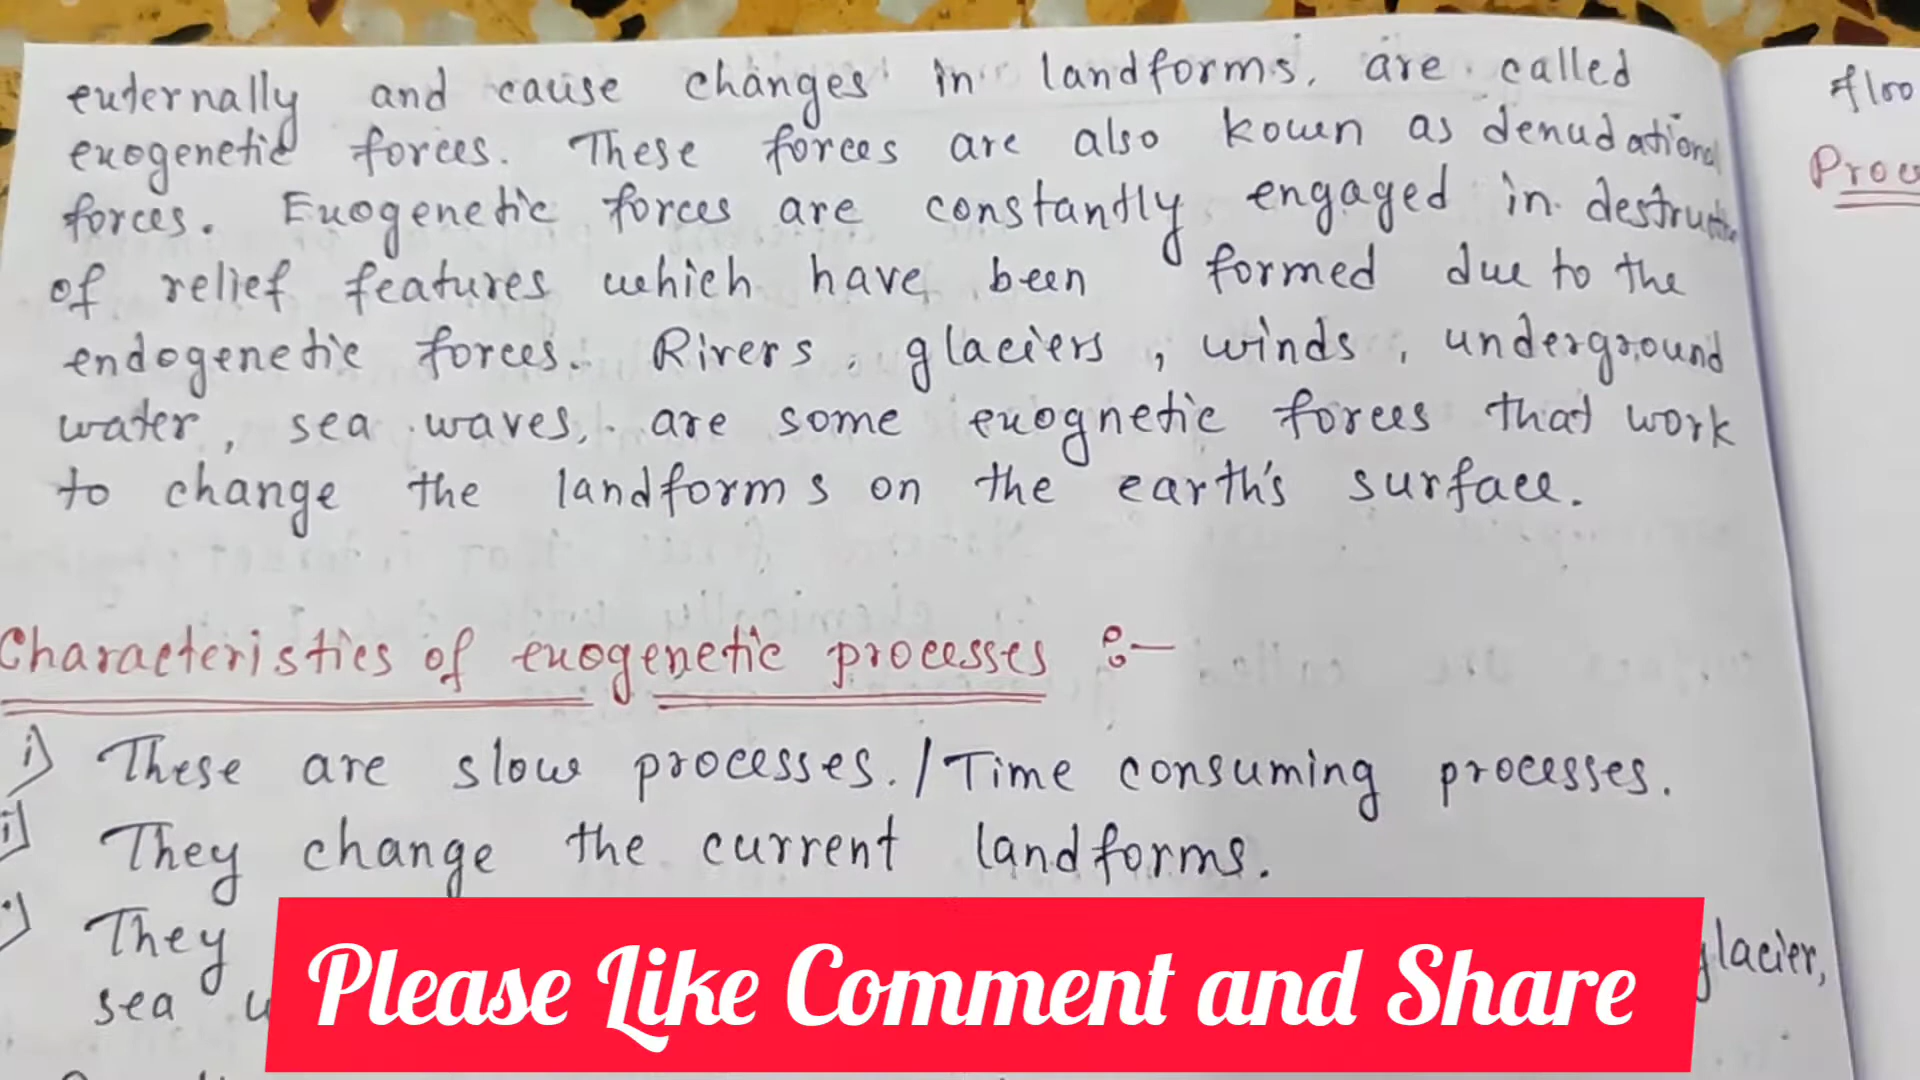 externally and cause changes in landforms, are called
exogenetic forces. These forces are also kowen as denudational
forces. Exogenetic forces are constantly engaged in
of relief features which have been formed due to the
endogenetic forces. Rivers, glaciers, winds, underground
water, sea waves, are some exognetic forces that work
to change the landforms on the earth's surface.
Characteristics of exogenetic processes :-
i) These are slow processes. / Time consuming processes.
They change the current landforms.
They glacier,
sea
Please Like Comment and Share